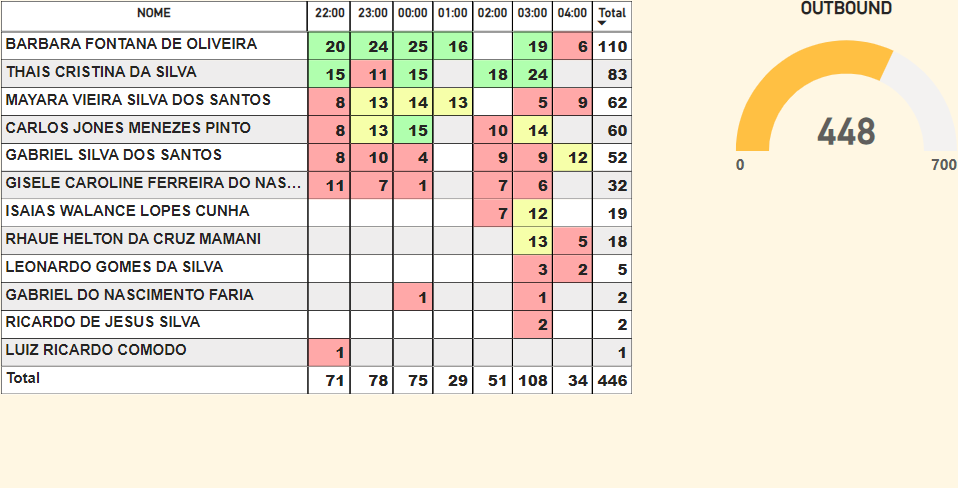 NOME 22:00 23:00 00:00 01:00 02:00 03:00 04:00 Total
BARBARA FONTANA DE OLIVEIRA 20 24 25 16 19 6 110
THAIS CRISTINA DA SILVA 15 11 15 18 24 83
MAYARA VIEIRA SILVA DOS SANTOS 8 13 14 13 5 9 62
CARLOS JONES MENEZES PINTO 8 13 15 10 14 60
GABRIEL SILVA DOS SANTOS 8 10 4 9 9 12 52
GISELE CAROLINE FERREIRA DO NAS... 11 7 1 7 6 32
ISAIAS WALANCE LOPES CUNHA 7 12 19
RHAUE HELTON DA CRUZ MAMANI 13 5 18
LEONARDO GOMES DA SILVA 3 2 5
GABRIEL DO NASCIMENTO FARIA 1 1 2
RICARDO DE JESUS SILVA 2 2
LUIZ RICARDO COMODO 1 1
Total 71 78 75 29 51 108 34 446
OUTBOUND
448
0 700